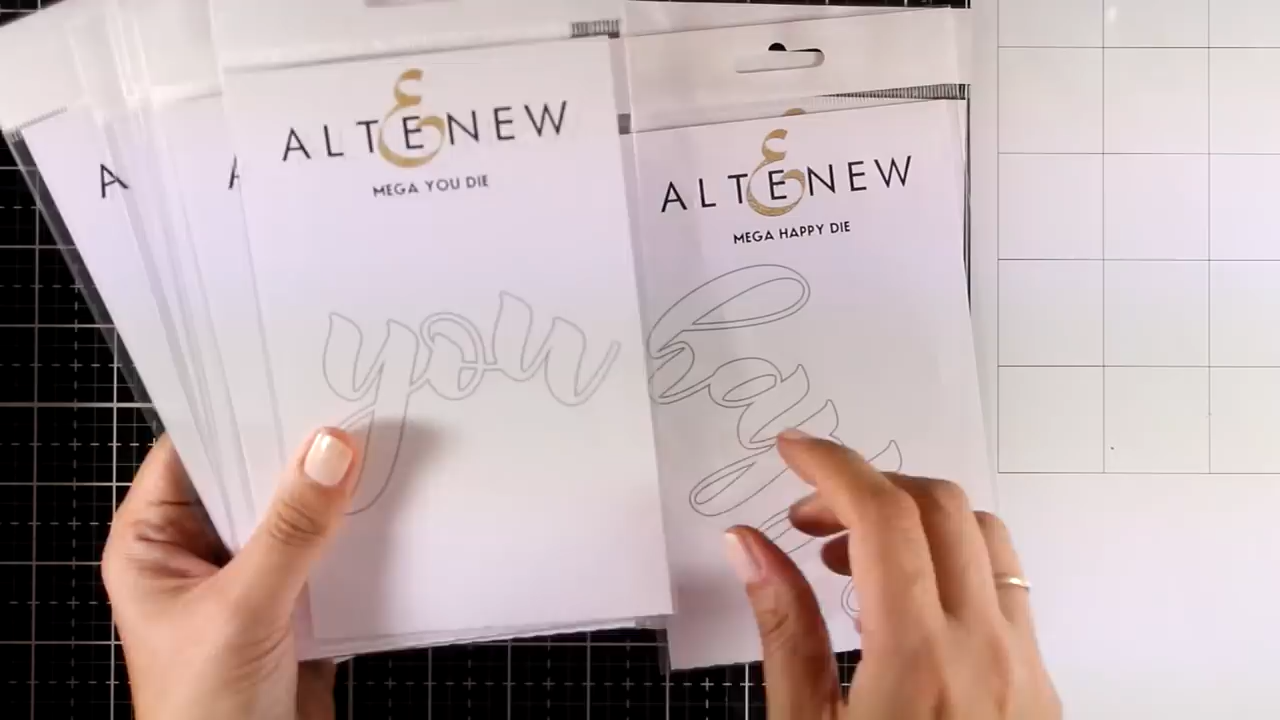 ALTENEW
MEGA YOU DIE
you
ALTENEW
MEGA HAPPY DIE
A
A